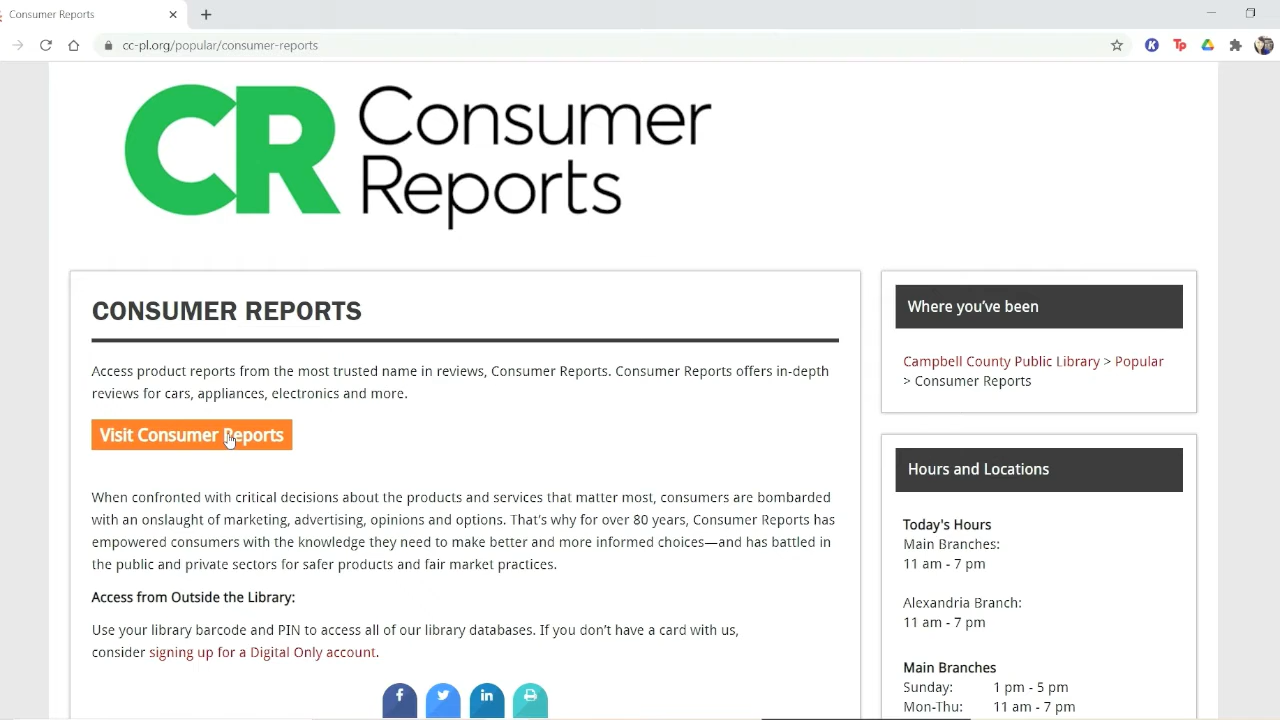 Consumer Reports
cc-pl.org/popular/consumer-reports
K
Tp
CR Consumer
Reports
CONSUMER REPORTS
Access product reports from the most trusted name in reviews, Consumer Reports. Consumer Reports offers in-depth
reviews for cars, appliances, electronics and more.
Visit Consumer Reports
When confronted with critical decisions about the products and services that matter most, consumers are bombarded
with an onslaught of marketing, advertising, opinions and options. That's why for over 80 years, Consumer Reports has
empowered consumers with the knowledge they need to make better and more informed choices—and has battled in
the public and private sectors for safer products and fair market practices.
Access from Outside the Library:
Use your library barcode and PIN to access all of our library databases. If you don't have a card with us,
consider signing up for a Digital Only account.
Where you've been
Campbell County Public Library > Popular
> Consumer Reports
Hours and Locations
Today's Hours
Main Branches:
11 am - 7 pm
Alexandria Branch:
11 am - 7 pm
Main Branches
Sunday: 1 pm - 5 pm
Mon-Thu: 11 am - 7 pm